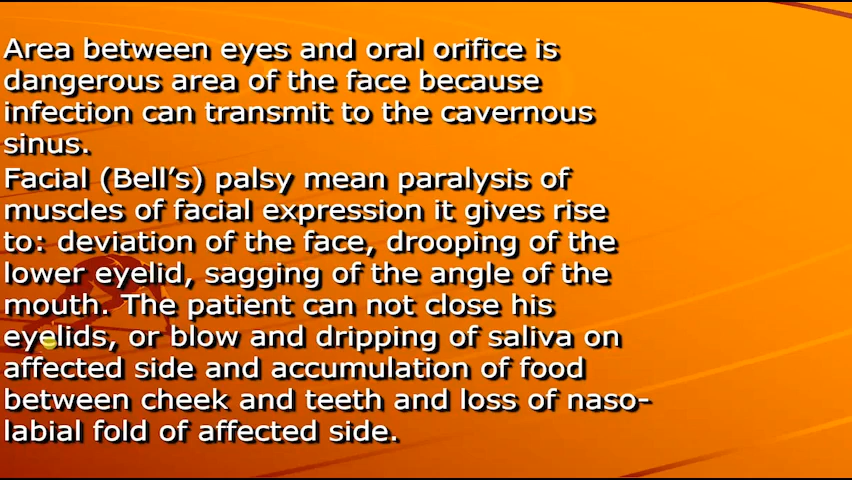 Area between eyes and oral orifice is
dangerous area of the face because
infection can transmit to the cavernous
sinus.
Facial (Bell’s) palsy mean paralysis of
muscles of facial expression it gives rise
to: deviation of the face, drooping of the
lower eyelid, sagging of the angle of the
mouth. The patient can not close his
eyelids, or blow and dripping of saliva on
affected side and accumulation of food
between cheek and teeth and loss of naso-
labial fold of affected side.